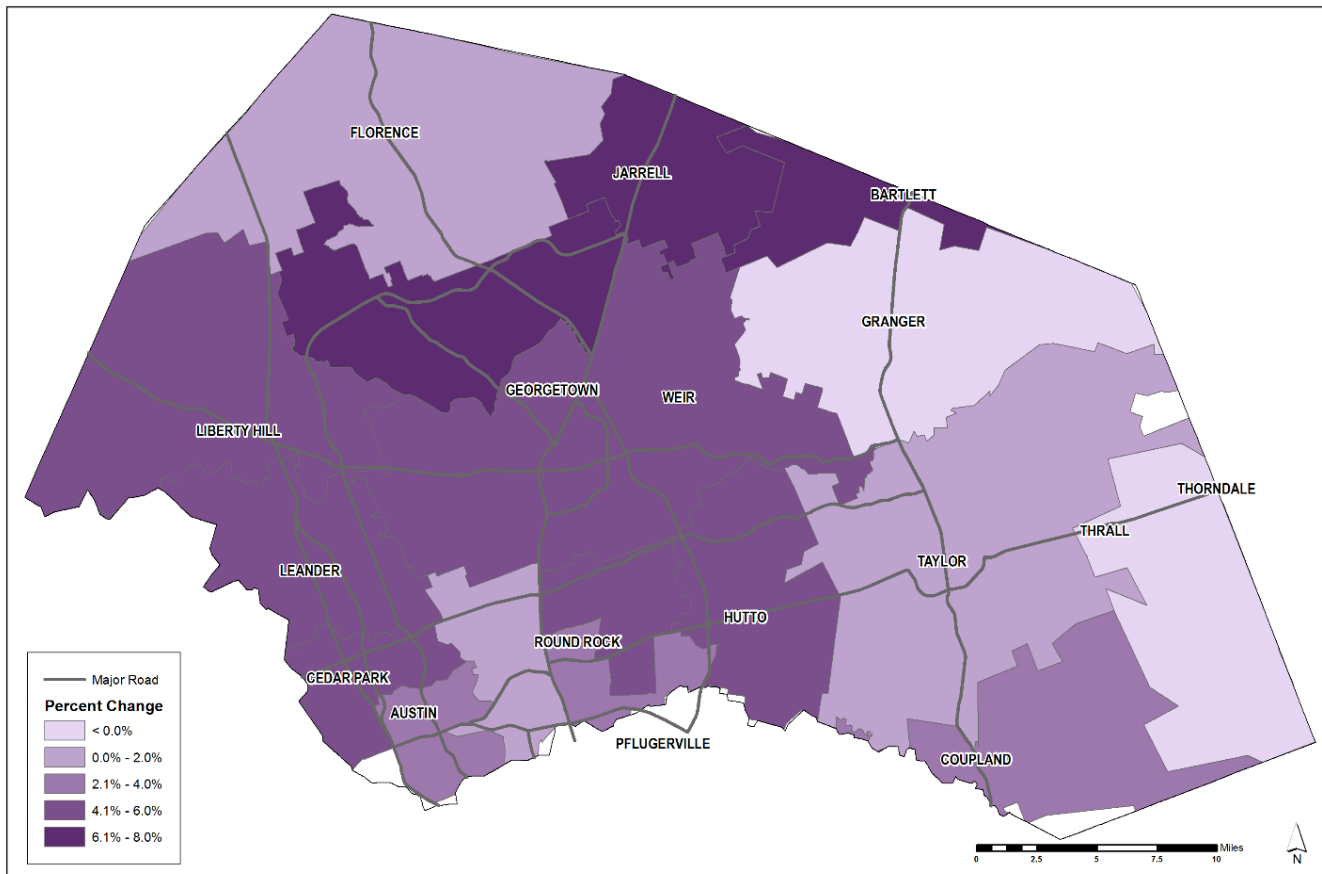 FLORENCE
JARRELL
BARTLETT
GRANGER
GEORGETOWN
WEIR
LIBERTY HILL
THORNDALE
THRALL
TAYLOR
LEANDER
HUTTO
ROUND ROCK
CEDAR PARK
AUSTIN
PFLUGERVILLE
COUPLAND
Major Road
Percent Change
< 0.0%
0.0% - 2.0%
2.1% - 4.0%
4.1% - 6.0%
6.1% - 8.0%
Miles
0 2.5 5 7.5 10
N